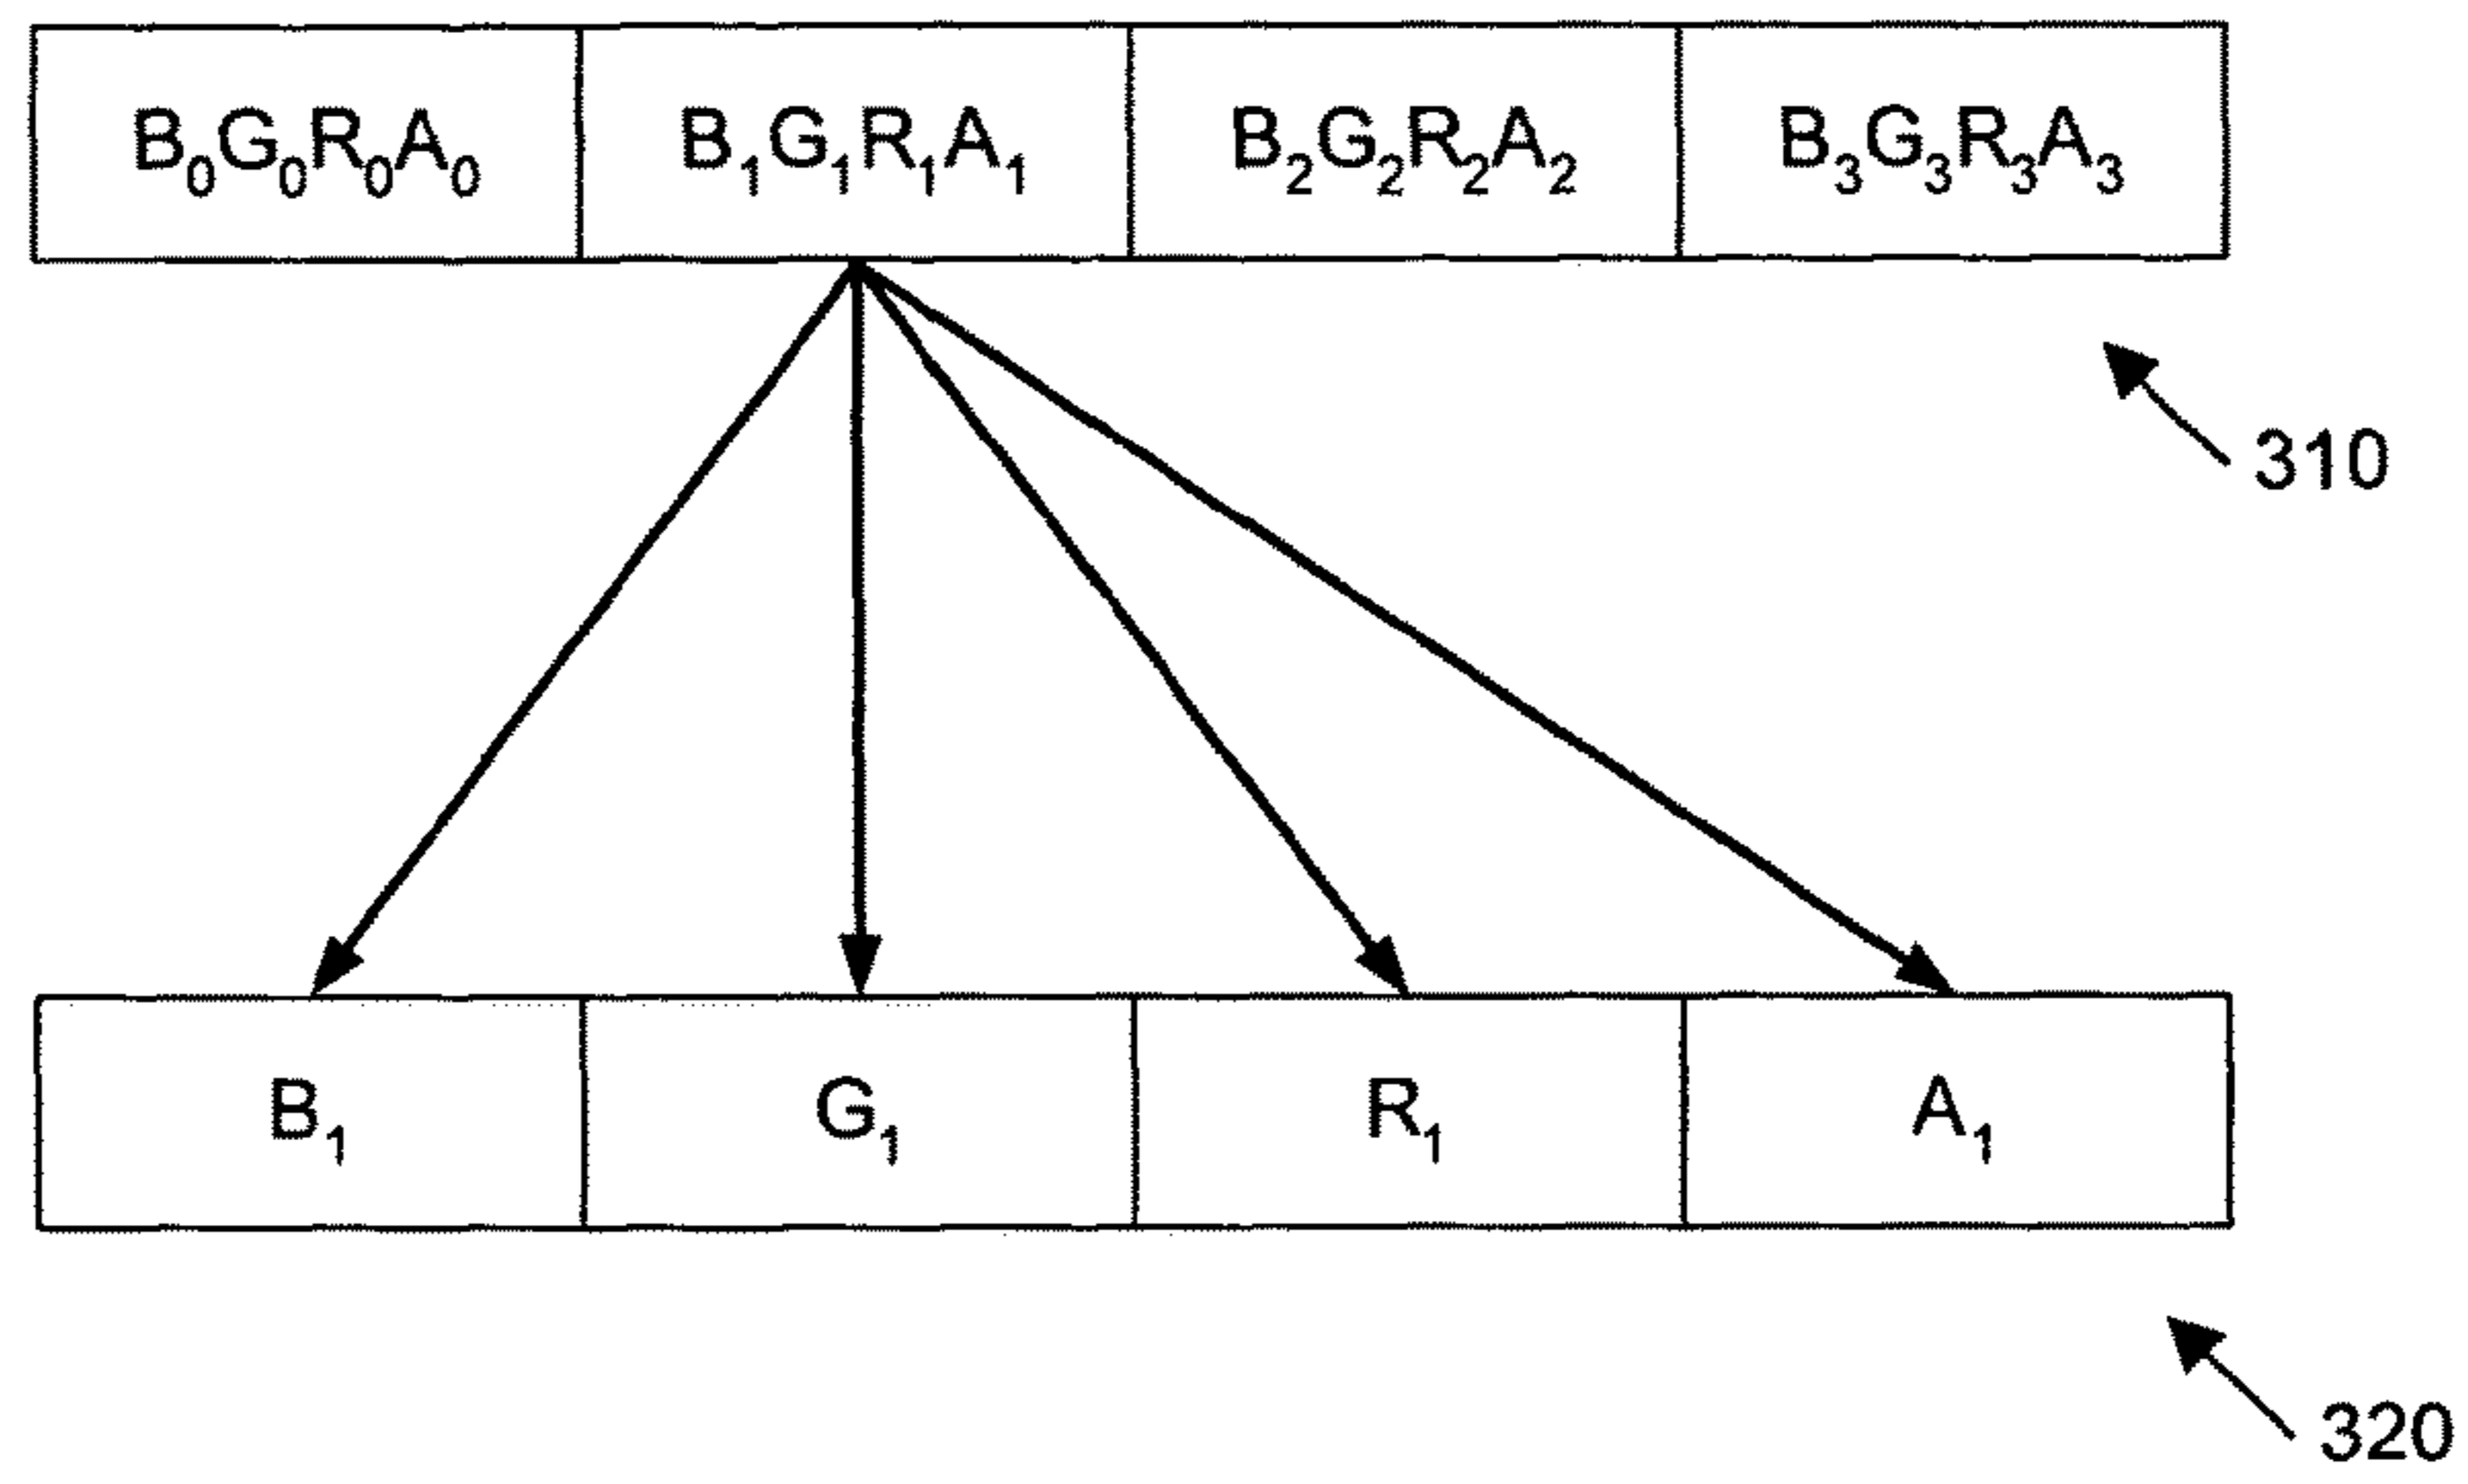 B₀G₀R₀A₀ B₁G₁R₁A₁ B₂G₂R₂A₂ B₃G₃R₃A₃
310
B₁ G₁ R₁ A₁
320